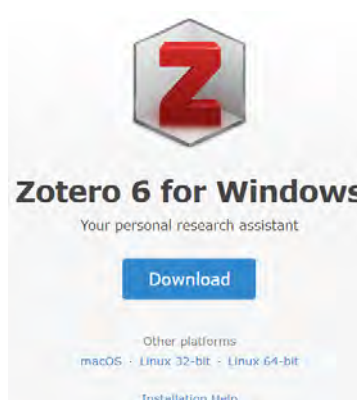 Z
Zotero 6 for Windows
Your personal research assistant
Download
Other platforms
macOS · Linux 32-bit · Linux 64-bit
Installation Help